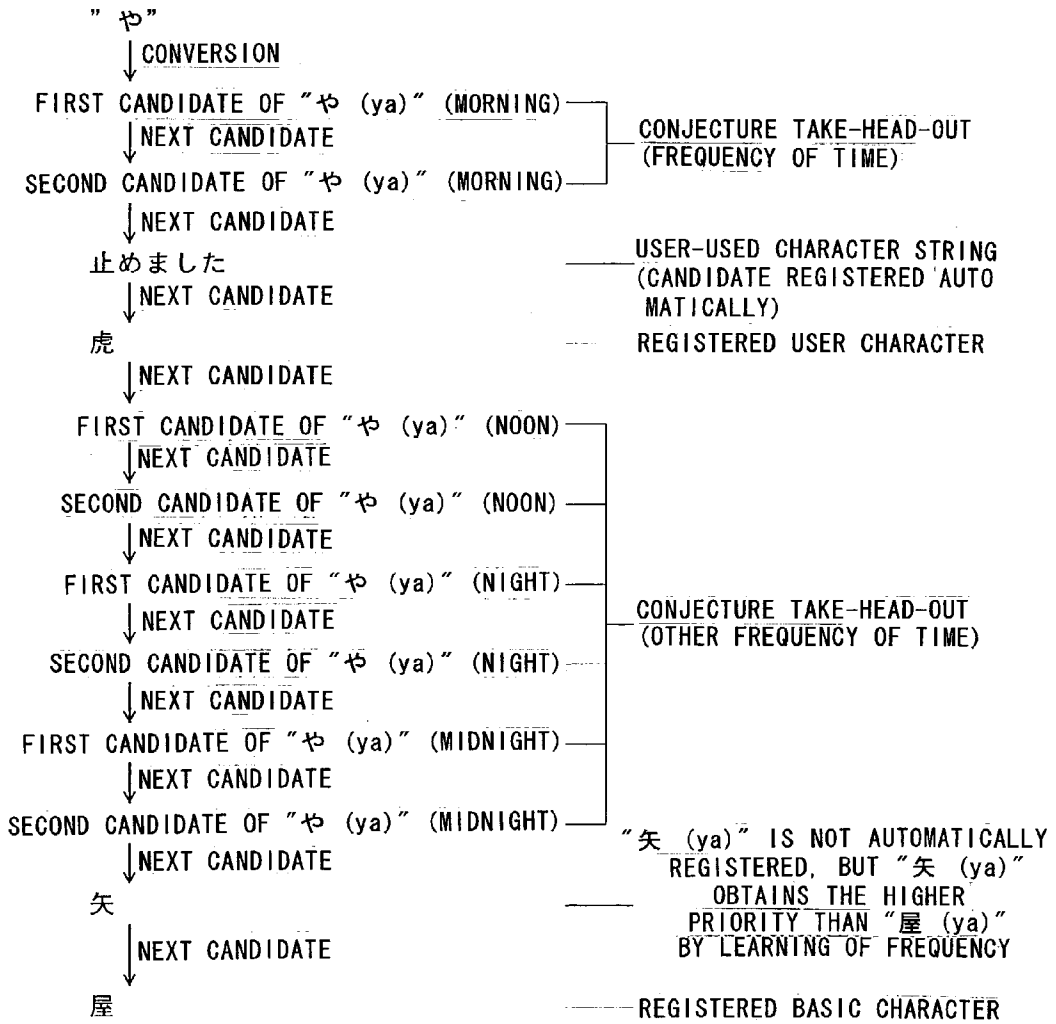 "や"
CONVERSION
FIRST CANDIDATE OF "や (ya)" (MORNING)
NEXT CANDIDATE
CONJECTURE TAKE-HEAD-OUT
(FREQUENCY OF TIME)
SECOND CANDIDATE OF "や (ya)" (MORNING)
NEXT CANDIDATE
止めました
USER-USED CHARACTER STRING
(CANDIDATE REGISTERED AUTO
MATICALLY)
NEXT CANDIDATE
虎
REGISTERED USER CHARACTER
NEXT CANDIDATE
FIRST CANDIDATE OF "や (ya)" (NOON)
NEXT CANDIDATE
SECOND CANDIDATE OF "や (ya)" (NOON)
NEXT CANDIDATE
FIRST CANDIDATE OF "や (ya)" (NIGHT)
NEXT CANDIDATE
CONJECTURE TAKE-HEAD-OUT
(OTHER FREQUENCY OF TIME)
SECOND CANDIDATE OF "や (ya)" (NIGHT)
NEXT CANDIDATE
FIRST CANDIDATE OF "や (ya)" (MIDNIGHT)
NEXT CANDIDATE
SECOND CANDIDATE OF "や (ya)" (MIDNIGHT)
NEXT CANDIDATE
矢
"矢 (ya)" IS NOT AUTOMATICALLY
REGISTERED, BUT "矢 (ya)"
OBTAINS THE HIGHER
PRIORITY THAN "屋 (ya)"
BY LEARNING OF FREQUENCY
NEXT CANDIDATE
屋
REGISTERED BASIC CHARACTER